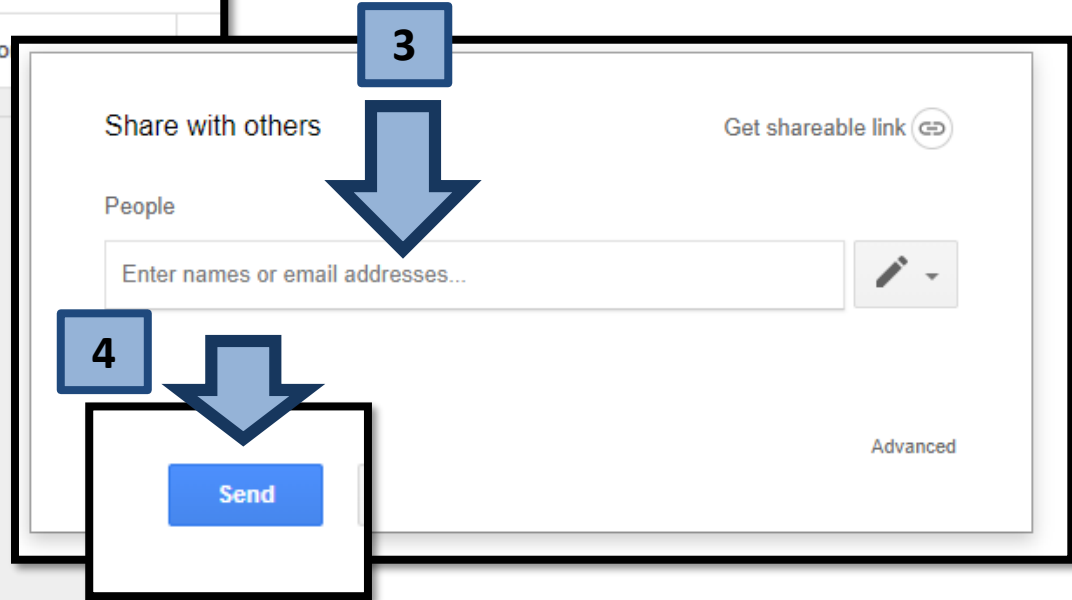 3
Share with others
Get shareable link
People
Enter names or email addresses...
4
Advanced
Send